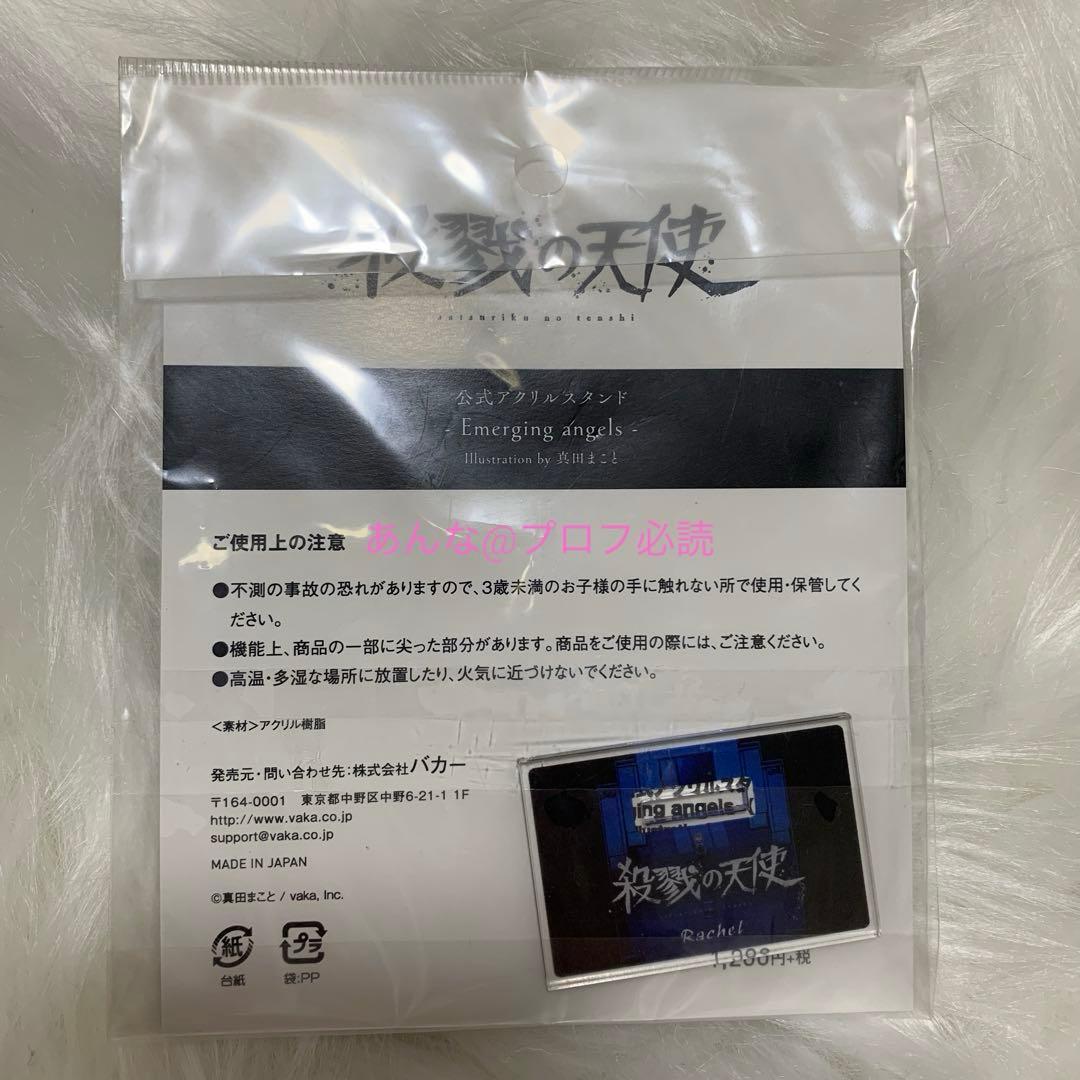 殺戮の天使
satsuriku no tenshi
公式アクリルスタンド
- Emerging angels -
Illustration by 真田まこと
ご使用上の注意
あんな@プロフ必読
●不測の事故の恐れがありますので、3歳未満のお子様の手に触れない所で使用・保管してく
ださい。
●機能上、商品の一部に尖った部分があります。商品をご使用の際には、ご注意ください。
●高温・多湿な場所に放置したり、火気に近づけないでください。
<素材>アクリル樹脂
発売元・問い合わせ先：株式会社バカー
〒164-0001 東京都中野区中野6-21-1 1F
http://www.vaka.co.jp
support@vaka.co.jp
MADE IN JAPAN
©真田まこと / vaka, Inc.
紙
プラ
台紙
袋:PP
ing angels
殺戮の天使
Rachel
円+税